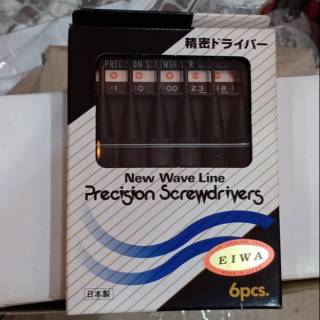 精密ドライバー
PRECISION SCREWDRIVER
1 0 00 2.3 1.8
New Wave Line
Precision Screwdrivers
EIWA
日本製
6pcs.